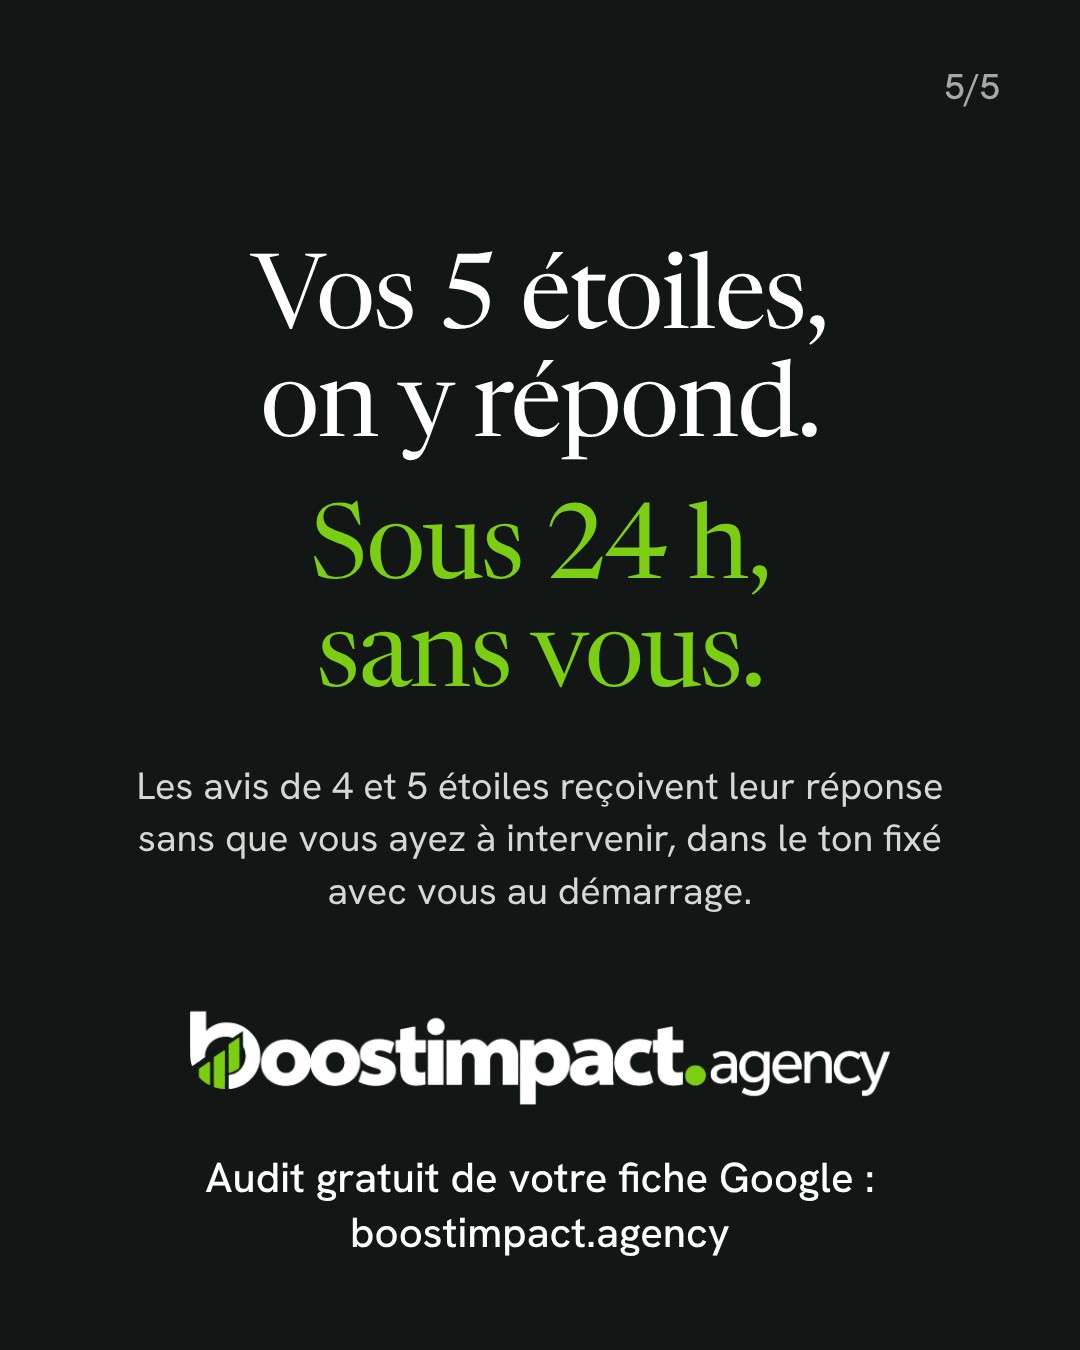 5/5
Vos 5 étoiles,
on y répond.
Sous 24 h,
sans vous.
Les avis de 4 et 5 étoiles reçoivent leur réponse
sans que vous ayez à intervenir, dans le ton fixé
avec vous au démarrage.
boostimpact.agency
Audit gratuit de votre fiche Google :
boostimpact.agency